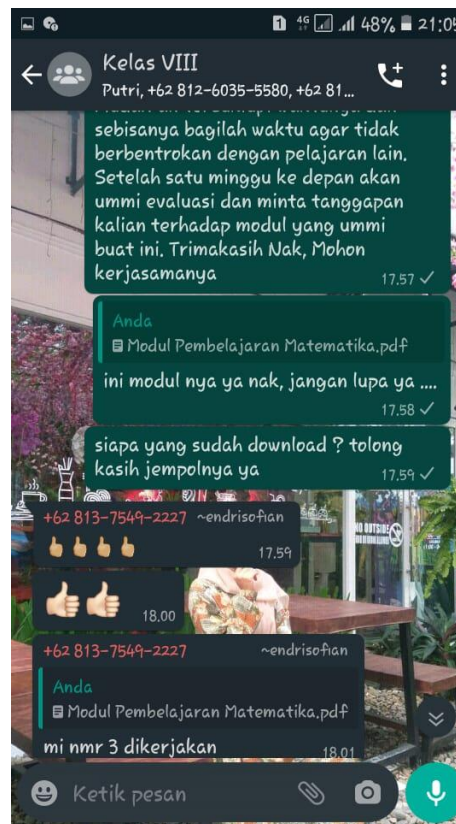 1 4G 48% 21:05
Kelas VIII
Putri, +62 812-6035-5580, +62 81...
sebisanya bagilah waktu agar tidak
berbentrokan dengan pelajaran lain.
Setelah satu minggu ke depan akan
ummi evaluasi dan minta tanggapan
kalian terhadap modul yang ummi
buat ini. Trimakasih Nak, Mohon
kerjasamanya
17.57
Anda
Modul Pembelajaran Matematika.pdf
ini modul nya ya nak, jangan lupa ya ....
17.58
siapa yang sudah download ? tolong
kasih jempolnya ya
17.59
+62 813-7549-2227 ~endrisofian
17.59
18.00
+62 813-7549-2227 ~endrisofian
Anda
Modul Pembelajaran Matematika.pdf
mi nmr 3 dikerjakan
18.01
Ketik pesan